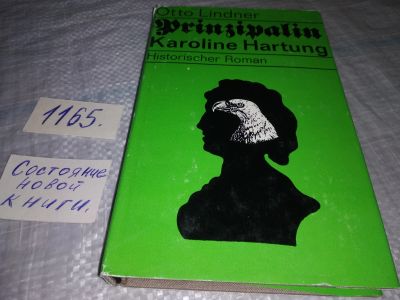 Otto Lindner
Prinzipalin
Karoline Hartung
Historischer Roman
1165.
Состояние
новой
книги.